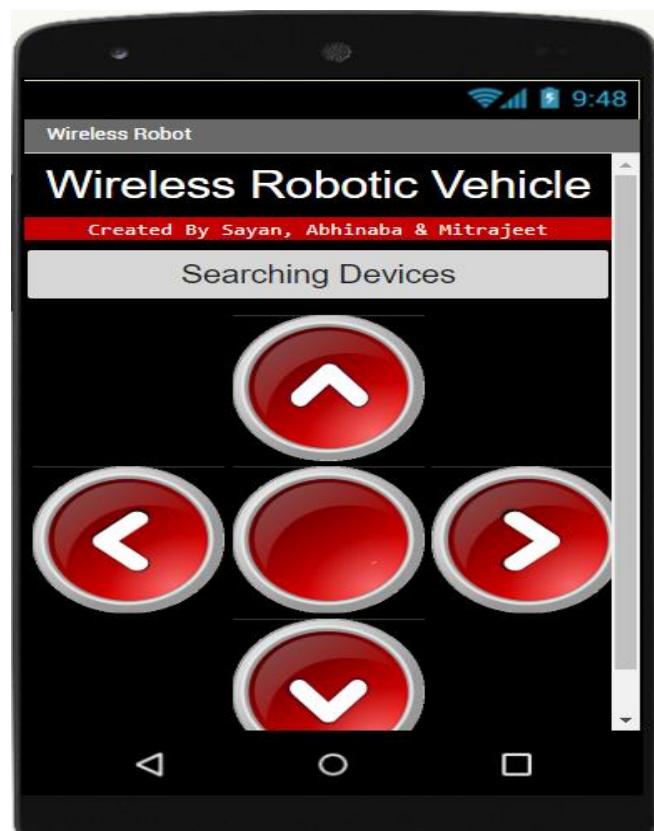 9:48
Wireless Robot
Wireless Robotic Vehicle
Created By Sayan, Abhinaba & Mitrajeet
Searching Devices